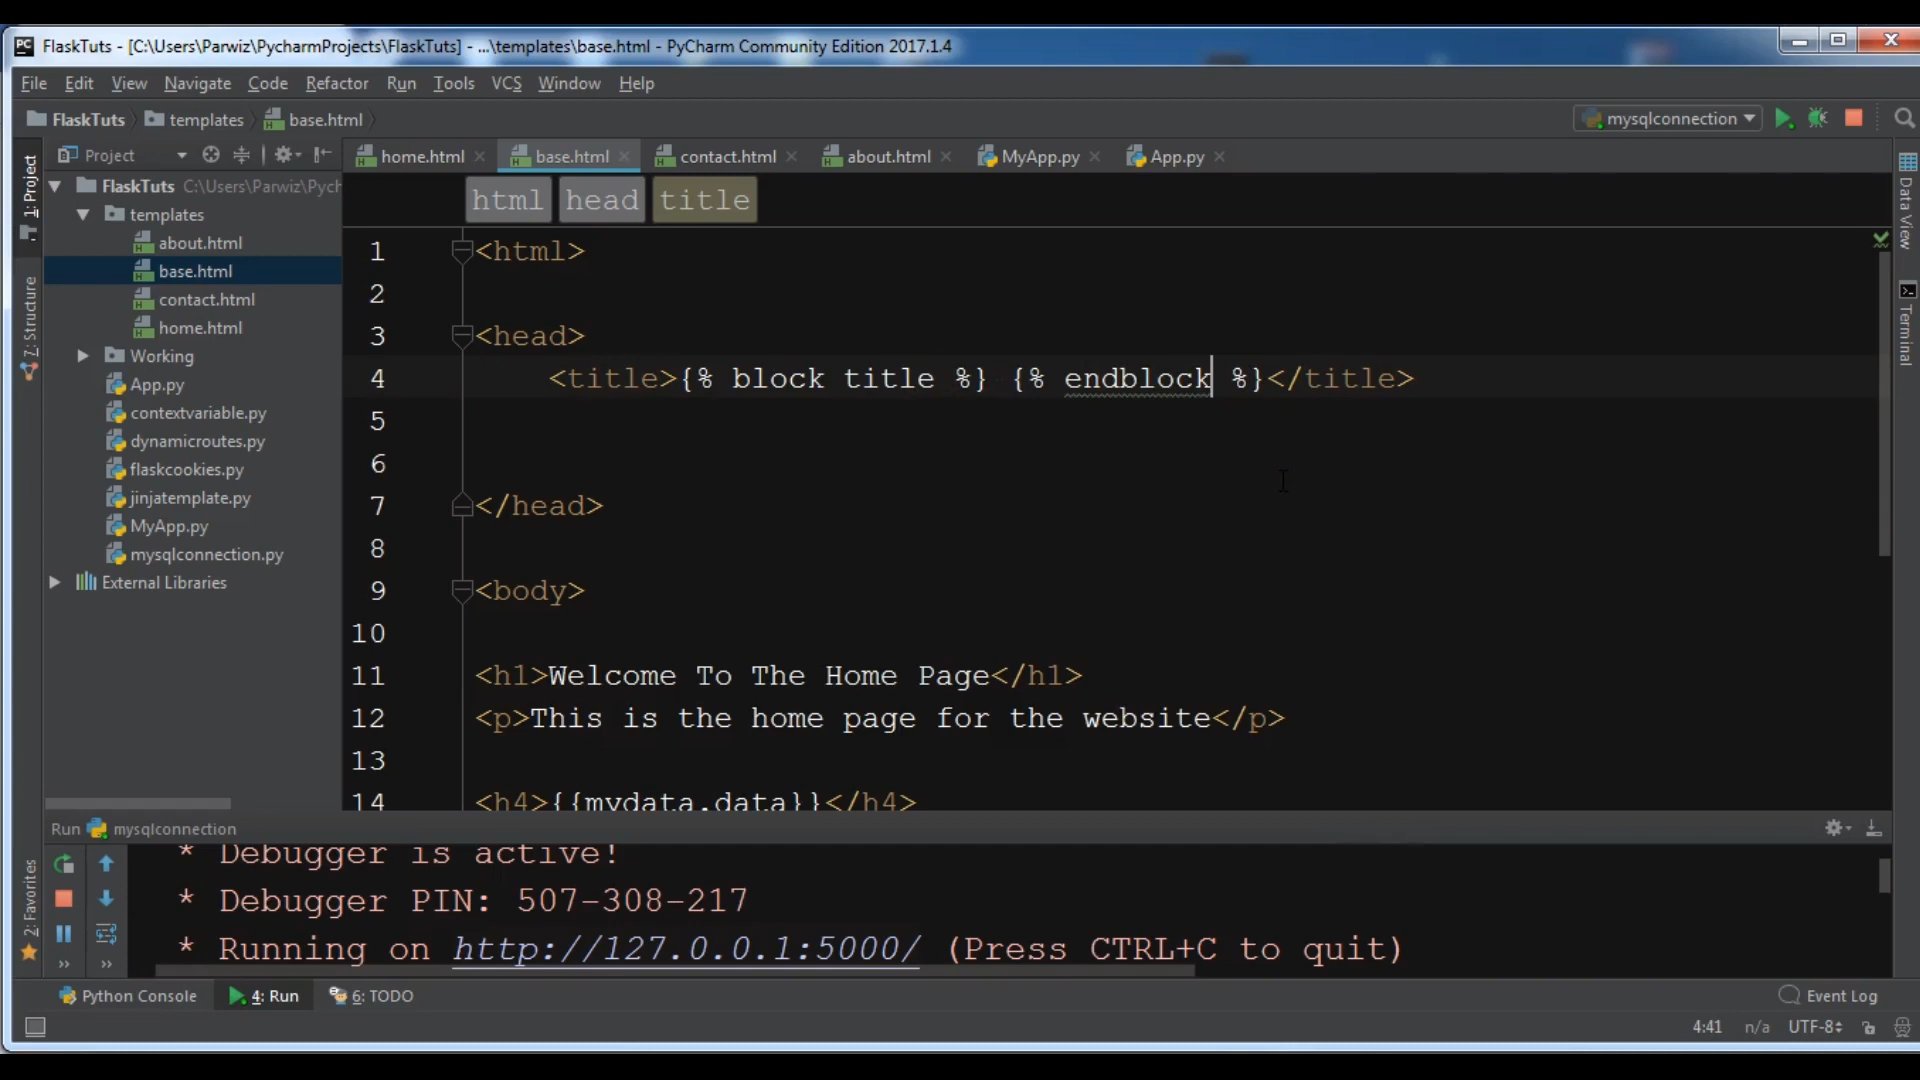 FlaskTuts - [C:\Users\Parwiz\PycharmProjects\FlaskTuts] - ...\templates\base.html - PyCharm Community Edition 2017.1.4
File Edit View Navigate Code Refactor Run Tools VCS Window Help
FlaskTuts templates base.html mysqlconnection
Project home.html base.html contact.html about.html MyApp.py App.py
1: Project
7: Structure
2: Favorites
FlaskTuts C:\Users\Parwiz\Pych
templates
about.html
base.html
contact.html
home.html
Working
App.py
contextvariable.py
dynamicroutes.py
flaskcookies.py
jinjatemplate.py
MyApp.py
mysqlconnection.py
External Libraries
html head title
1 <html>
2
3 <head>
4 <title>{% block title %} {% endblock %}</title>
5
6
7 </head>
8
9 <body>
10
11 <h1>Welcome To The Home Page</h1>
12 <p>This is the home page for the website</p>
13
14 <h4>{{mydata.data}}</h4>
Data View
Terminal
Run mysqlconnection
* Debugger is active!
* Debugger PIN: 507-308-217
* Running on http://127.0.0.1:5000/ (Press CTRL+C to quit)
Python Console 4: Run 6: TODO Event Log
4:41 n/a UTF-8